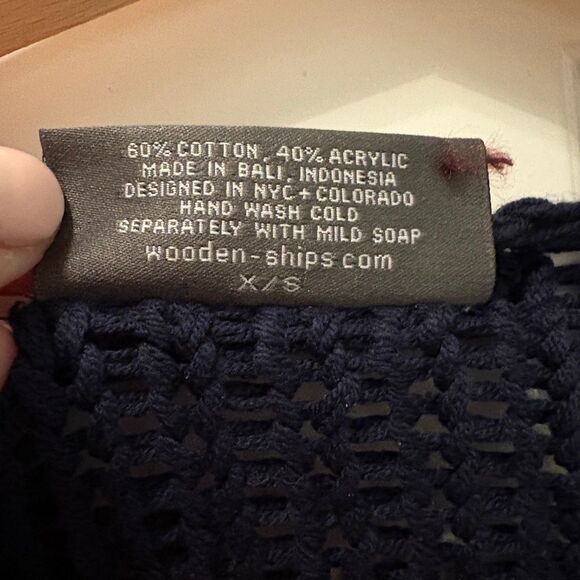 60% COTTON, 40% ACRYLIC
MADE IN BALI, INDONESIA
DESIGNED IN NYC + COLORADO
HAND WASH COLD
SEPARATELY WITH MILD SOAP
wooden-ships.com
X/S